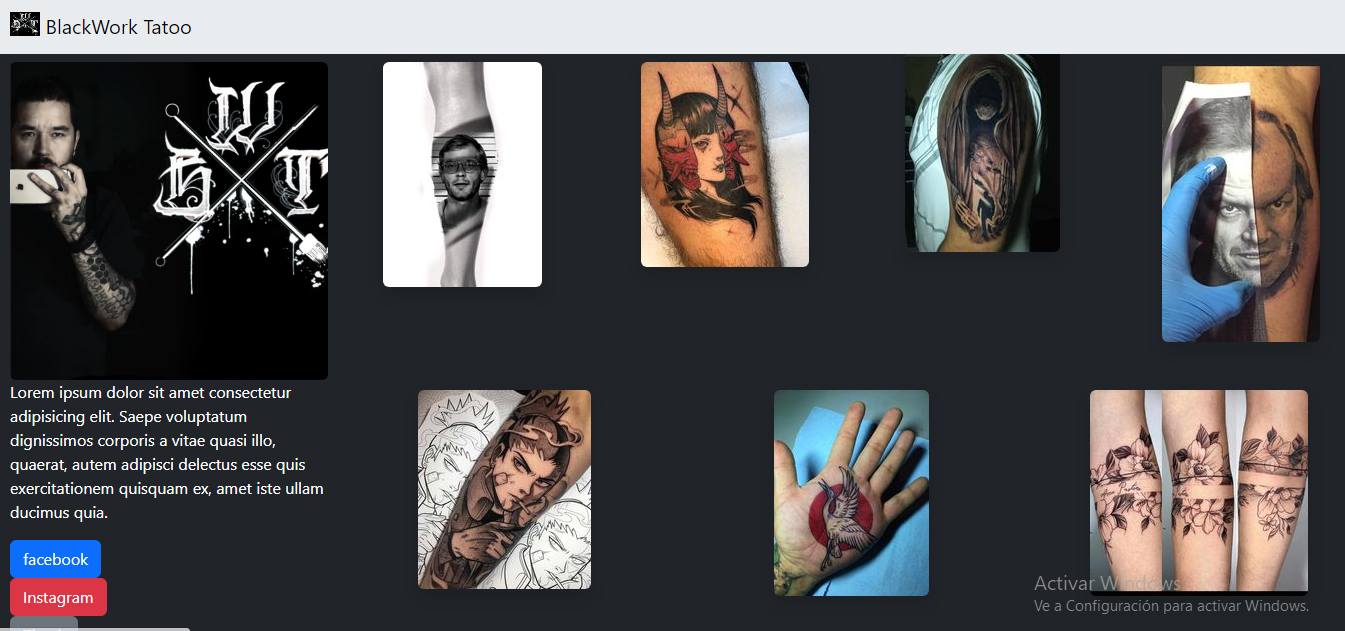 BlackWork Tatoo
B W T
Lorem ipsum dolor sit amet consectetur
adipisicing elit. Saepe voluptatum
dignissimos corporis a vitae quasi illo,
quaerat, autem adipisci delectus esse quis
exercitationem quisquam ex, amet iste ullam
ducimus quia.
facebook
Instagram
Activar Windows
Ve a Configuración para activar Windows.